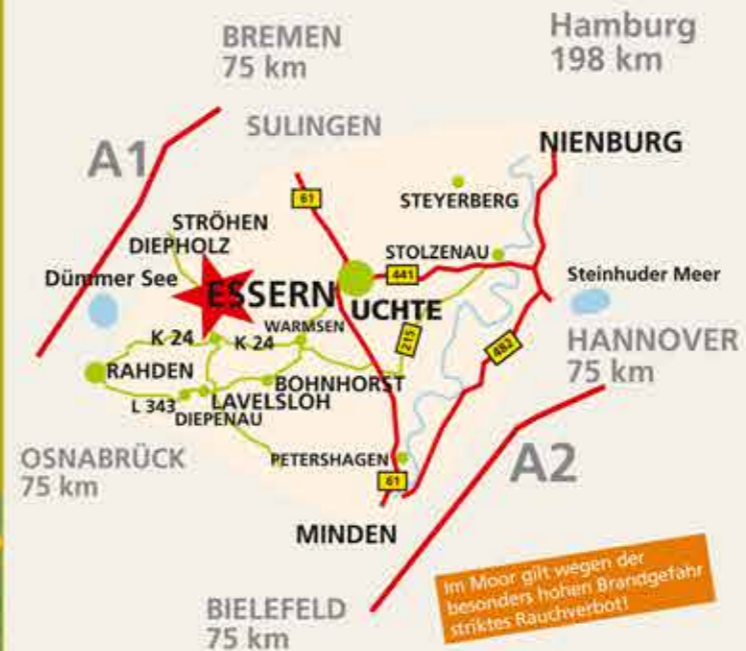 BREMEN
75 km
Hamburg
198 km
SULINGEN
A1
NIENBURG
61
STEYERBERG
STRÖHEN
DIEPHOLZ
STOLZENAU
Dümmer See
441
Steinhuder Meer
ESSERN
UCHTE
WARMSEN
K 24
K 24
215
482
HANNOVER
75 km
RAHDEN
BOHNHORST
L 343
LAVELSLOH
DIEPENAU
OSNABRÜCK
75 km
PETERSHAGEN
A2
61
MINDEN
Im Moor gilt wegen der
besonders hohen Brandgefahr
striktes Rauchverbot!
BIELEFELD
75 km